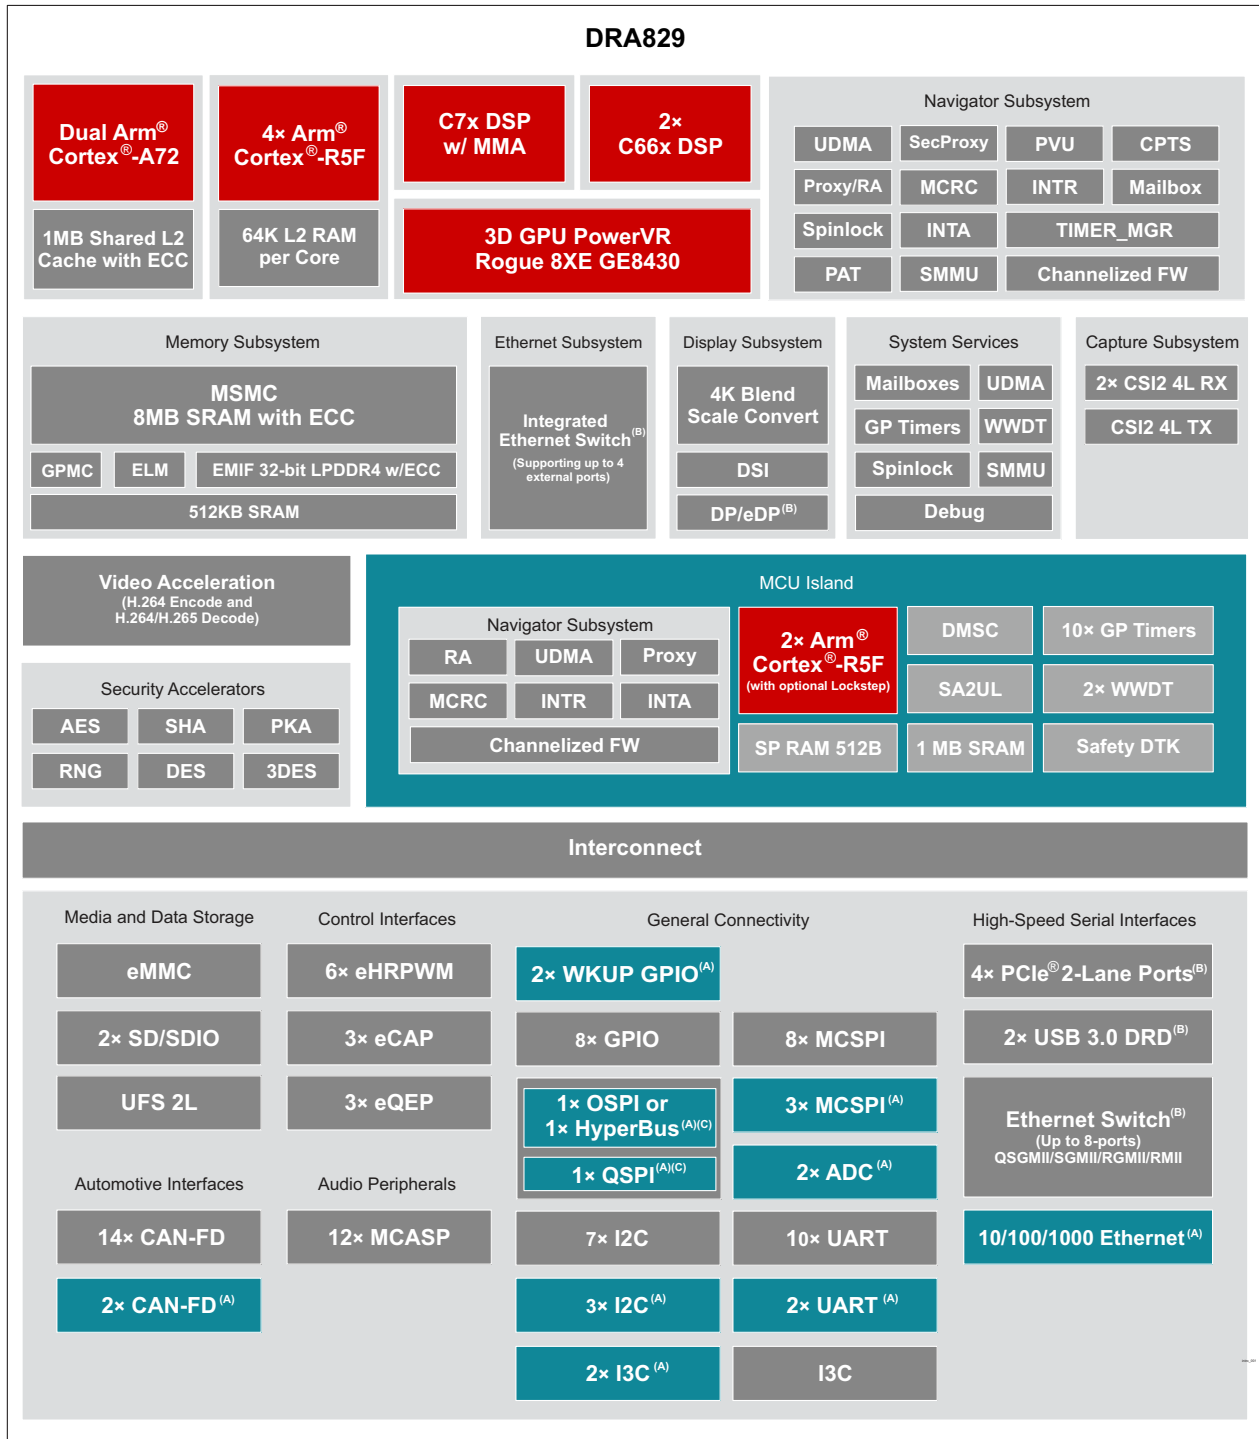 DRA829
Dual Arm®
Cortex®-A72
1MB Shared L2
Cache with ECC
4× Arm®
Cortex®-R5F
64K L2 RAM
per Core
C7x DSP
w/ MMA
2×
C66x DSP
3D GPU PowerVR
Rogue 8XE GE8430
Navigator Subsystem
UDMA
SecProxy
PVU
CPTS
Proxy/RA
MCRC
INTR
Mailbox
Spinlock
INTA
TIMER_MGR
PAT
SMMU
Channelized FW
Memory Subsystem
MSMC
8MB SRAM with ECC
GPMC
ELM
EMIF 32-bit LPDDR4 w/ECC
512KB SRAM
Ethernet Subsystem
Integrated
Ethernet Switch(B)
(Supporting up to 4
external ports)
Display Subsystem
4K Blend
Scale Convert
DSI
DP/eDP(B)
System Services
Mailboxes
UDMA
GP Timers
WWDT
Spinlock
SMMU
Debug
Capture Subsystem
2× CSI2 4L RX
CSI2 4L TX
Video Acceleration
(H.264 Encode and
H.264/H.265 Decode)
Security Accelerators
AES
SHA
PKA
RNG
DES
3DES
MCU Island
Navigator Subsystem
RA
UDMA
Proxy
MCRC
INTR
INTA
Channelized FW
2× Arm®
Cortex®-R5F
(with optional Lockstep)
DMSC
10× GP Timers
SA2UL
2× WWDT
SP RAM 512B
1 MB SRAM
Safety DTK
Interconnect
Media and Data Storage
eMMC
2× SD/SDIO
UFS 2L
Control Interfaces
6× eHRPWM
3× eCAP
3× eQEP
Automotive Interfaces
14× CAN-FD
2× CAN-FD(A)
Audio Peripherals
12× MCASP
General Connectivity
2× WKUP GPIO(A)
8× GPIO
8× MCSPI
1× OSPI or
1× HyperBus(A)(C)
1× QSPI(A)(C)
3× MCSPI(A)
2× ADC(A)
7× I2C
10× UART
3× I2C(A)
2× UART(A)
2× I3C(A)
I3C
High-Speed Serial Interfaces
4× PCIe® 2-Lane Ports(B)
2× USB 3.0 DRD(B)
Ethernet Switch(B)
(Up to 8-ports)
QSGMII/SGMII/RGMII/RMII
10/100/1000 Ethernet(A)